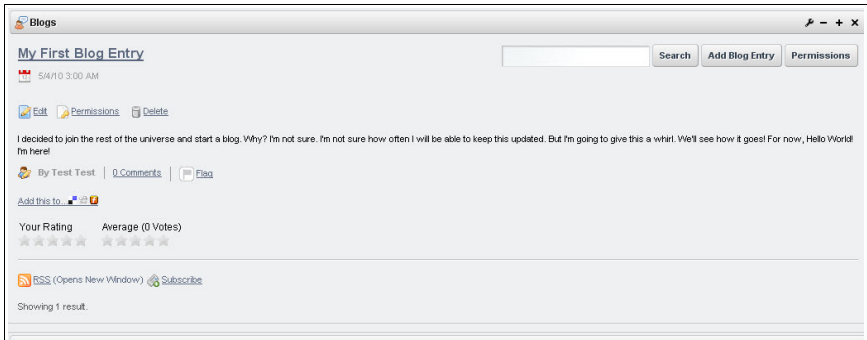 Blogs
My First Blog Entry
Search Add Blog Entry Permissions
5/4/10 3:00 AM
Edit Permissions Delete
I decided to join the rest of the universe and start a blog. Why? I'm not sure. I'm not sure how often I will be able to keep this updated. But I'm going to give this a whirl. We'll see how it goes! For now, Hello World!
I'm here!
By Test Test | 0 Comments | Flag
Add this to...
Your Rating Average (0 Votes)
RSS (Opens New Window) Subscribe
Showing 1 result.